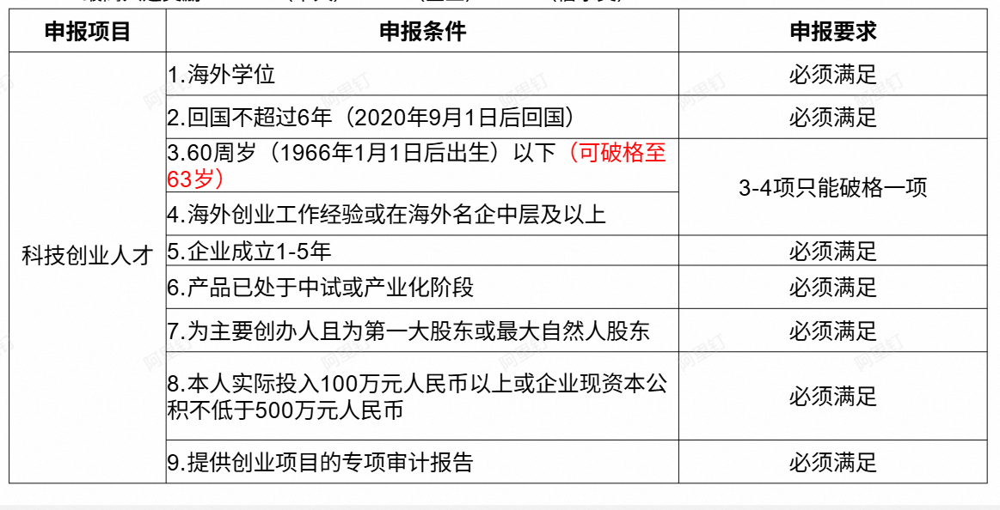 申报项目 申报条件 申报要求
1.海外学位 必须满足
2.回国不超过6年（2020年9月1日后回国） 必须满足
3.60周岁（1966年1月1日后出生）以下（可破格至
63岁）
3-4项只能破格一项
4.海外创业工作经验或在海外名企中层及以上
科技创业人才
5.企业成立1-5年 必须满足
6.产品已处于中试或产业化阶段 必须满足
7.为主要创办人且为第一大股东或最大自然人股东 必须满足
8.本人实际投入100万元人民币以上或企业现资本公
积不低于500万元人民币
必须满足
9.提供创业项目的专项审计报告 必须满足